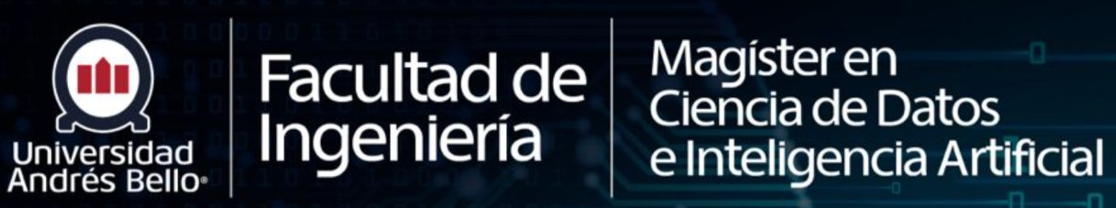 Universidad
Andrés Bello®
Facultad de
Ingeniería
Magíster en
Ciencia de Datos
e Inteligencia Artificial